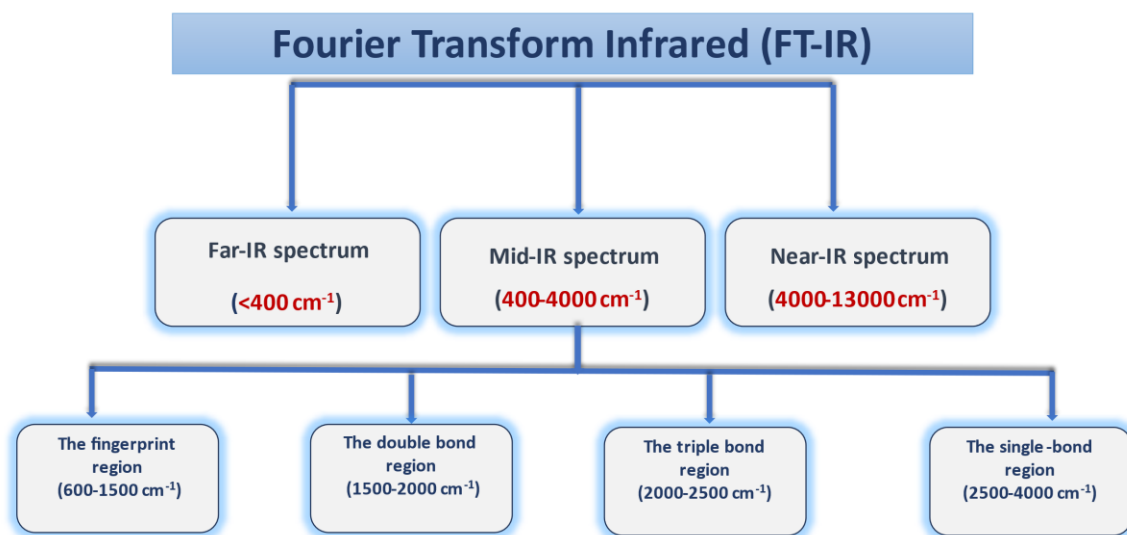 Fourier Transform Infrared (FT-IR)
Far-IR spectrum
(<400 cm⁻¹)
Mid-IR spectrum
(400-4000 cm⁻¹)
Near-IR spectrum
(4000-13000 cm⁻¹)
The fingerprint
region
(600-1500 cm⁻¹)
The double bond
region
(1500-2000 cm⁻¹)
The triple bond
region
(2000-2500 cm⁻¹)
The single-bond
region
(2500-4000 cm⁻¹)